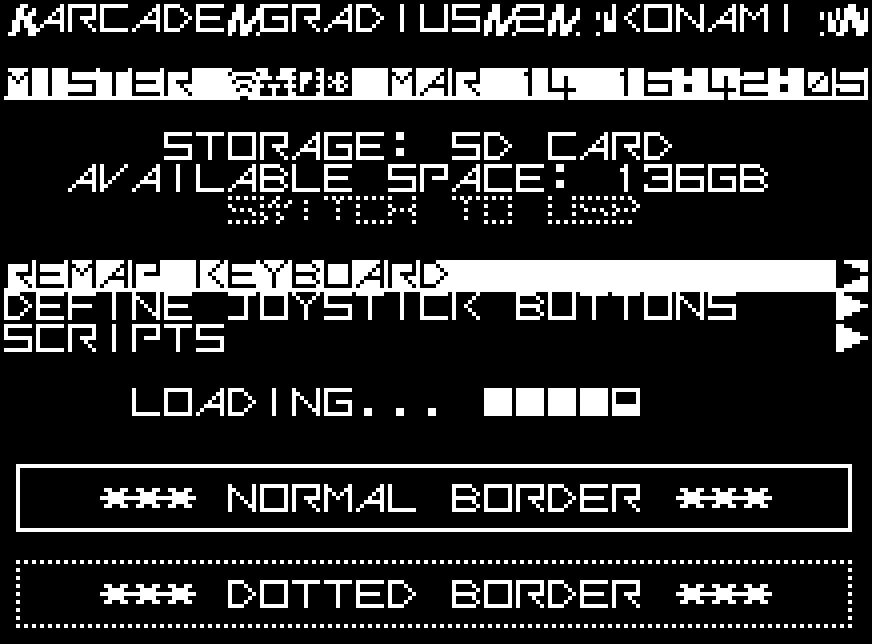 ARCADE GRADIUS KONAMI
MISTER MAR 14 16:42:05
STORAGE: SD CARD
AVAILABLE SPACE: 136GB
SWITCH TO USB
REMAP KEYBOARD
DEFINE JOYSTICK BUTTONS
SCRIPTS
LOADING...
*** NORMAL BORDER ***
*** DOTTED BORDER ***